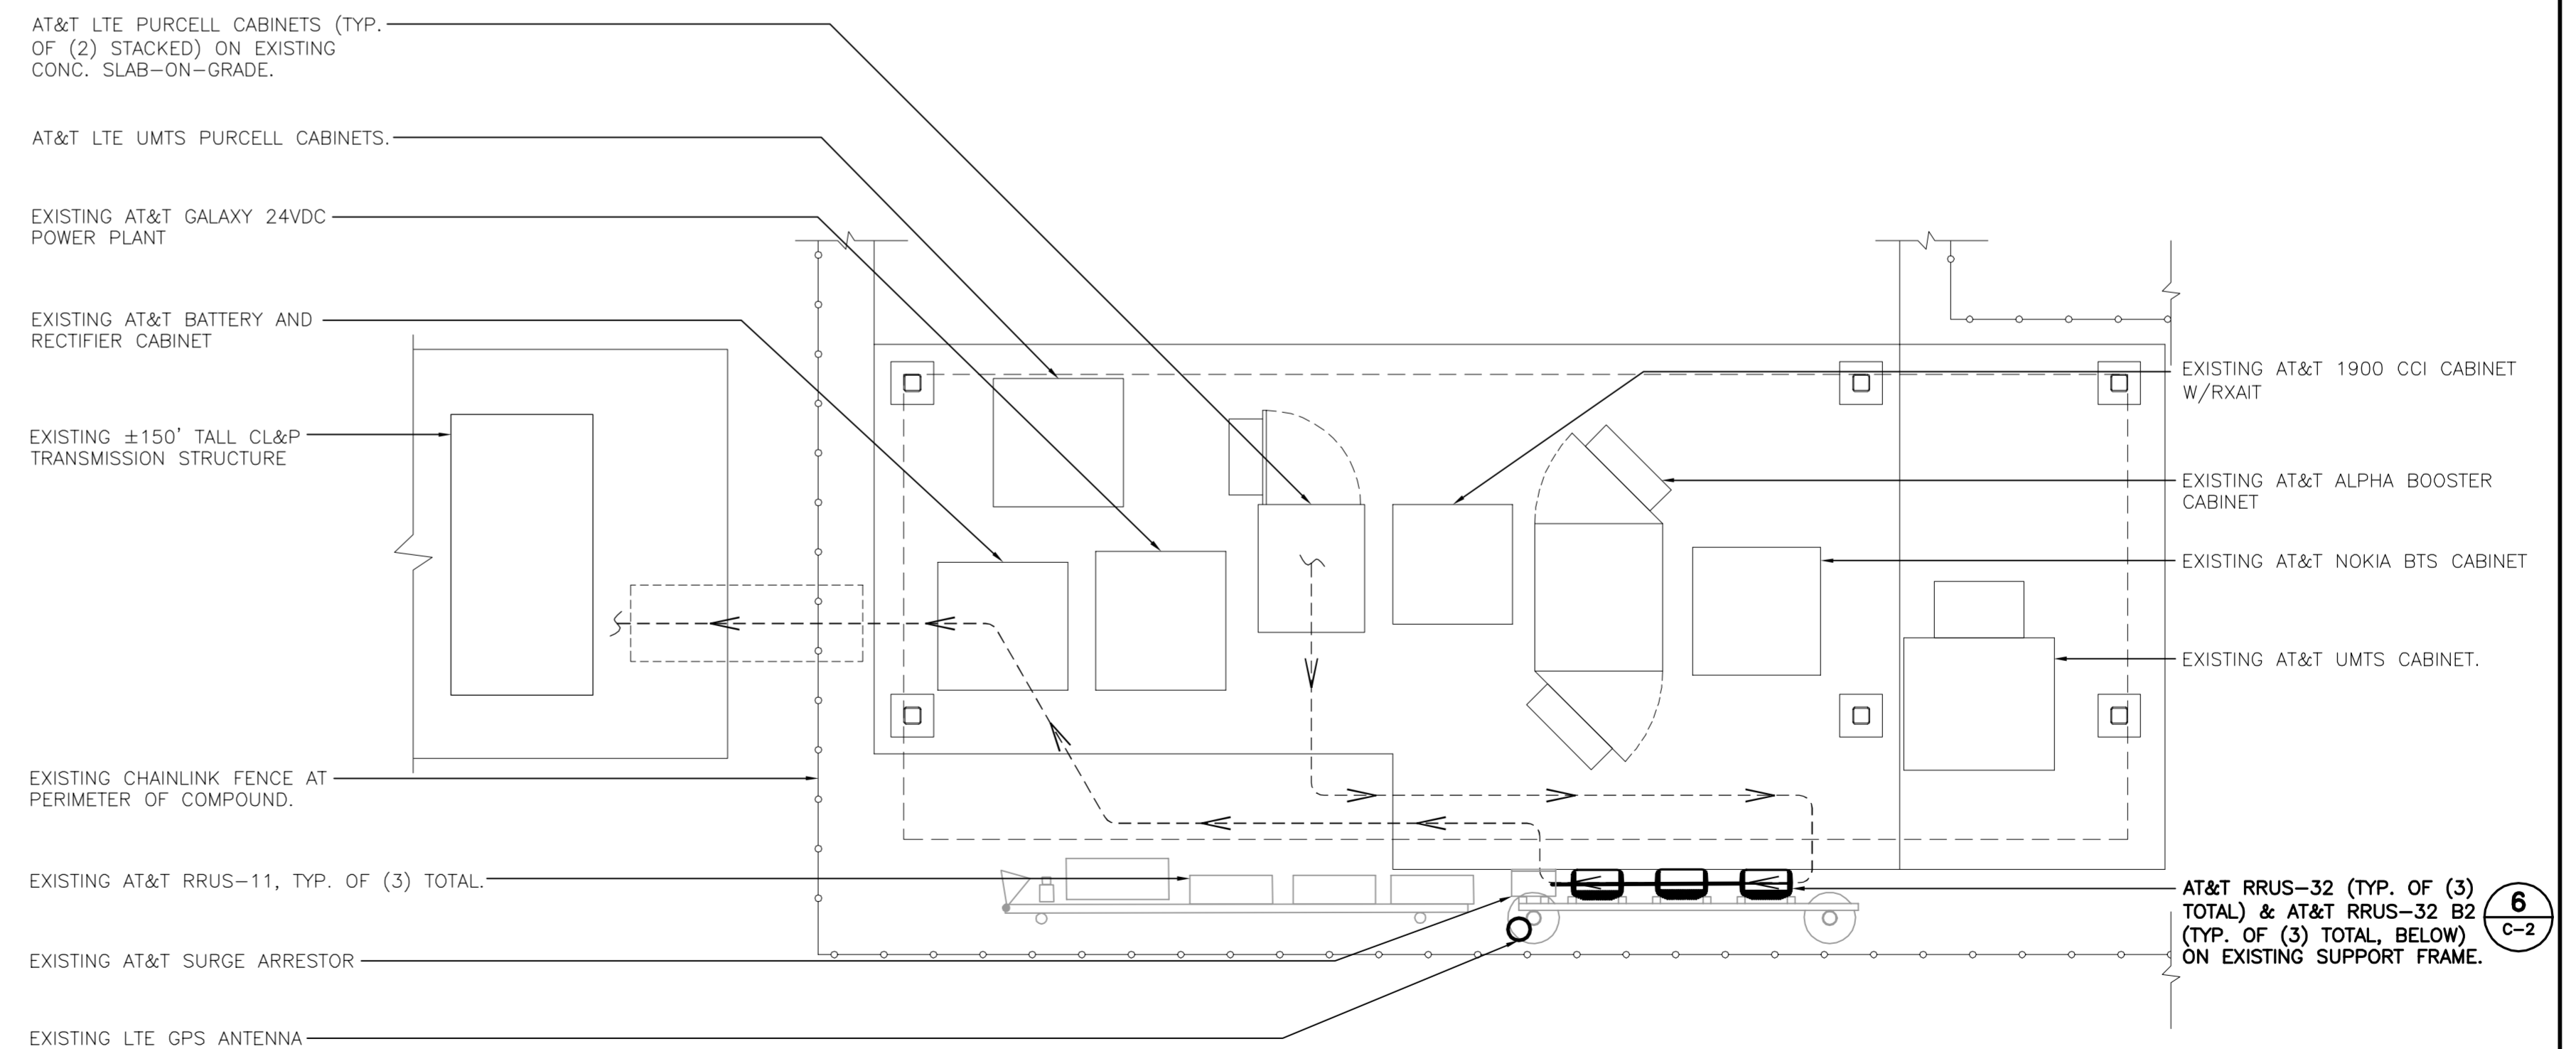 AT&T LTE PURCELL CABINETS (TYP.
OF (2) STACKED) ON EXISTING
CONC. SLAB-ON-GRADE.
AT&T LTE UMTS PURCELL CABINETS.
EXISTING AT&T GALAXY 24VDC
POWER PLANT
EXISTING AT&T BATTERY AND
RECTIFIER CABINET
EXISTING ±150' TALL CL&P
TRANSMISSION STRUCTURE
EXISTING CHAINLINK FENCE AT
PERIMETER OF COMPOUND.
EXISTING AT&T RRUS-11, TYP. OF (3) TOTAL.
EXISTING AT&T SURGE ARRESTOR
EXISTING LTE GPS ANTENNA
EXISTING AT&T 1900 CCI CABINET
W/RXAIT
EXISTING AT&T ALPHA BOOSTER
CABINET
EXISTING AT&T NOKIA BTS CABINET
EXISTING AT&T UMTS CABINET.
AT&T RRUS-32 (TYP. OF (3)
TOTAL) & AT&T RRUS-32 B2
(TYP. OF (3) TOTAL, BELOW)
ON EXISTING SUPPORT FRAME.
6
C-2